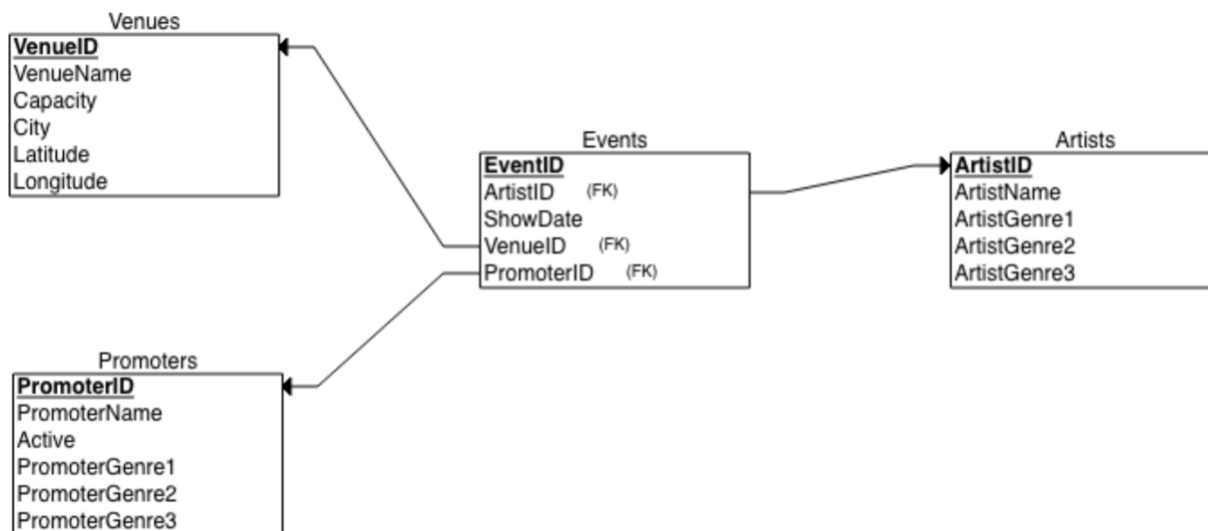 Venues
VenueID
VenueName
Capacity
City
Latitude
Longitude
Events
EventID
ArtistID (FK)
ShowDate
VenueID (FK)
PromoterID (FK)
Artists
ArtistID
ArtistName
ArtistGenre1
ArtistGenre2
ArtistGenre3
Promoters
PromoterID
PromoterName
Active
PromoterGenre1
PromoterGenre2
PromoterGenre3